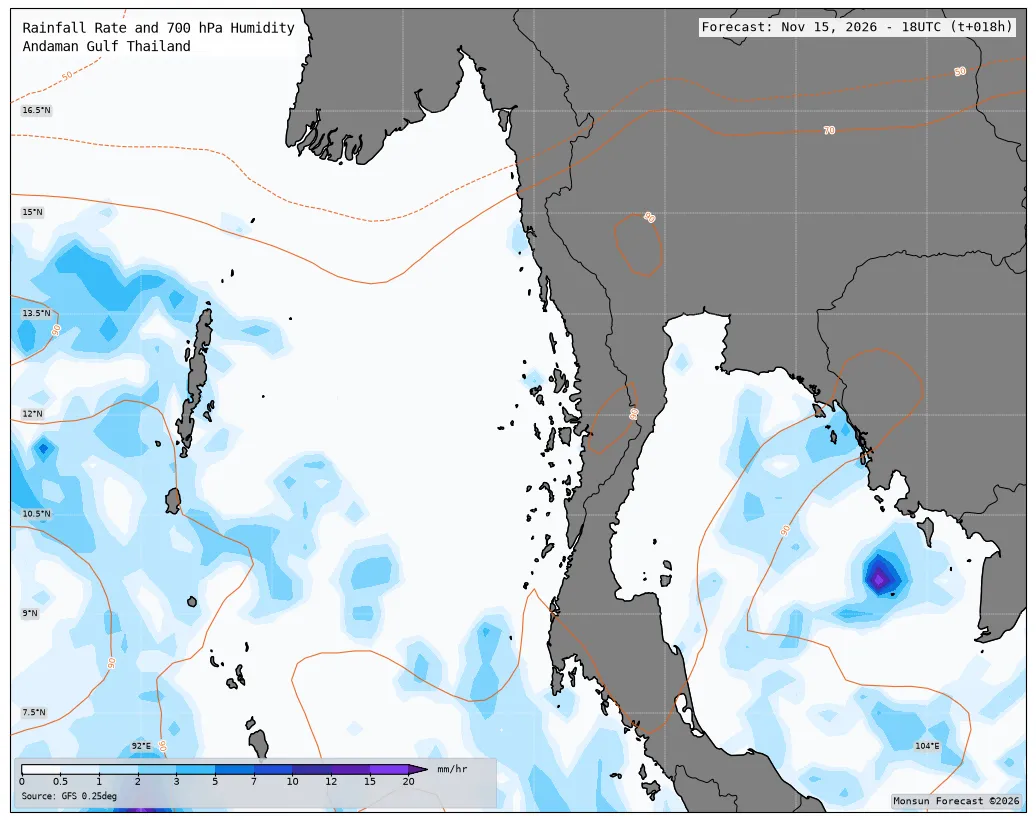 Rainfall Rate and 700 hPa Humidity
Andaman Gulf Thailand
Forecast: Nov 15, 2026 - 18UTC (t+018h)
50
50
16.5°N
70
15°N
90
13.5°N
90
12°N
90
10.5°N
90
9°N
90
7.5°N
92°E
90
104°E
mm/hr
0 0.5 1 2 3 5 7 10 12 15 20
Source: GFS 0.25deg
Monsun Forecast ©2026